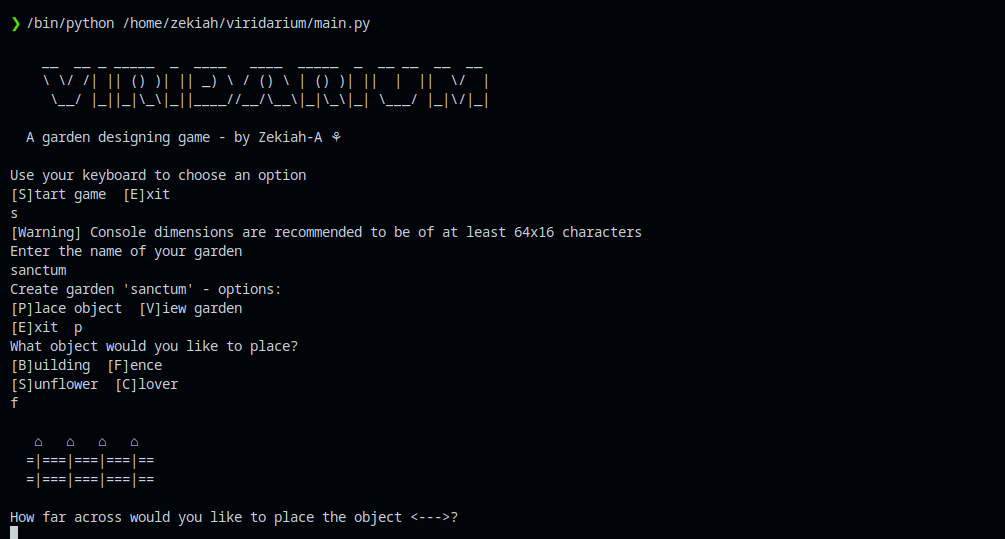 ❯ /bin/python /home/zekiah/viridarium/main.py
    __  __ _ _____  _  ____   ____  _____  _  __ __  __  __
    \ \/ /| || () )| || _) \ / () \ | () )| ||  |  ||  \/  |
     \__/ |_||_|\_\|_||____//__/\__\|_|\_\|_| \___/ |_|\/|_|
  A garden designing game - by Zekiah-A ⚘
Use your keyboard to choose an option
[S]tart game  [E]xit
s
[Warning] Console dimensions are recommended to be of at least 64x16 characters
Enter the name of your garden
sanctum
Create garden 'sanctum' - options:
[P]lace object  [V]iew garden
[E]xit  p
What object would you like to place?
[B]uilding  [F]ence
[S]unflower  [C]lover
f
   ⌂   ⌂   ⌂   ⌂
  =|===|===|===|==
  =|===|===|===|==
How far across would you like to place the object <--->?